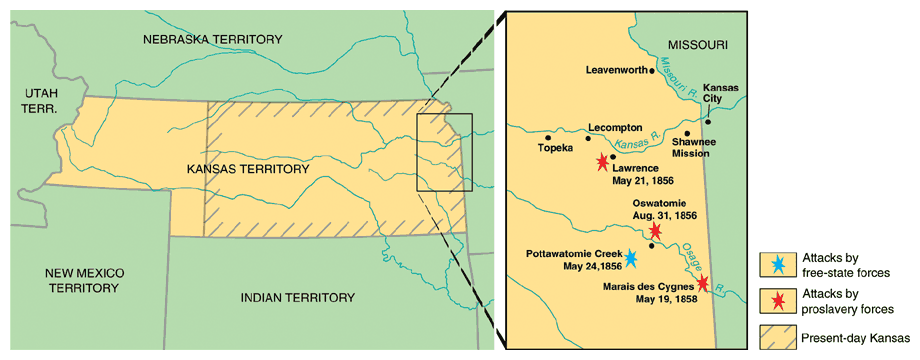 NEBRASKA TERRITORY
UTAH
TERR.
KANSAS TERRITORY
NEW MEXICO
TERRITORY
INDIAN TERRITORY
MISSOURI
Leavenworth
Missouri R.
Kansas
City
Lecompton
Kansas R.
Topeka
Shawnee
Mission
Lawrence
May 21, 1856
Oswatomie
Aug. 31, 1856
Pottawatomie Creek
May 24,1856
Osage
R.
Marais des Cygnes
May 19, 1858
Attacks by
free-state forces
Attacks by
proslavery forces
Present-day Kansas